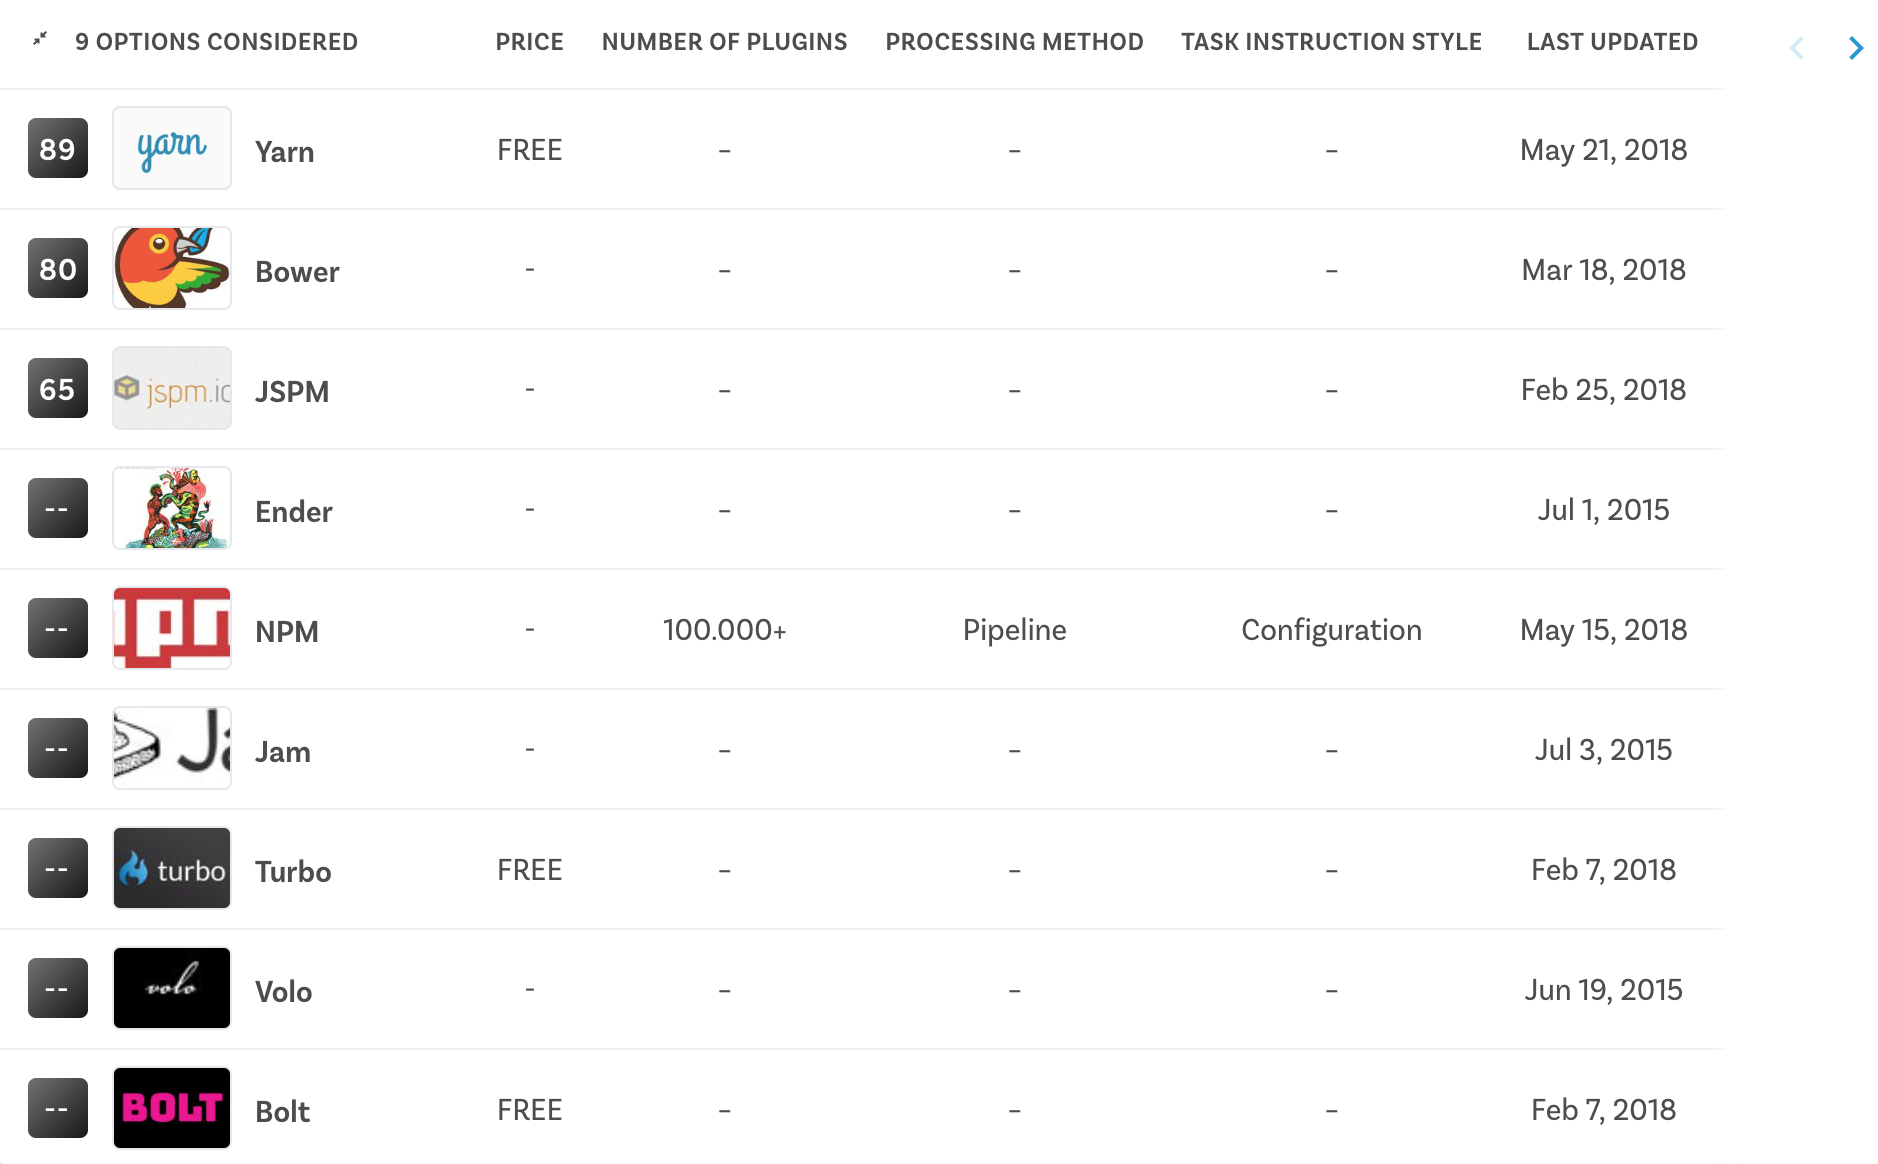 9 OPTIONS CONSIDERED PRICE NUMBER OF PLUGINS PROCESSING METHOD TASK INSTRUCTION STYLE LAST UPDATED
89 yarn Yarn FREE – – – May 21, 2018
80 Bower - – – – Mar 18, 2018
65 jspm.io JSPM - – – – Feb 25, 2018
-- Ender - – – – Jul 1, 2015
-- npm NPM - 100.000+ Pipeline Configuration May 15, 2018
-- Ja Jam - – – – Jul 3, 2015
-- turbo Turbo FREE – – – Feb 7, 2018
-- volo Volo - – – – Jun 19, 2015
-- BOLT Bolt FREE – – – Feb 7, 2018